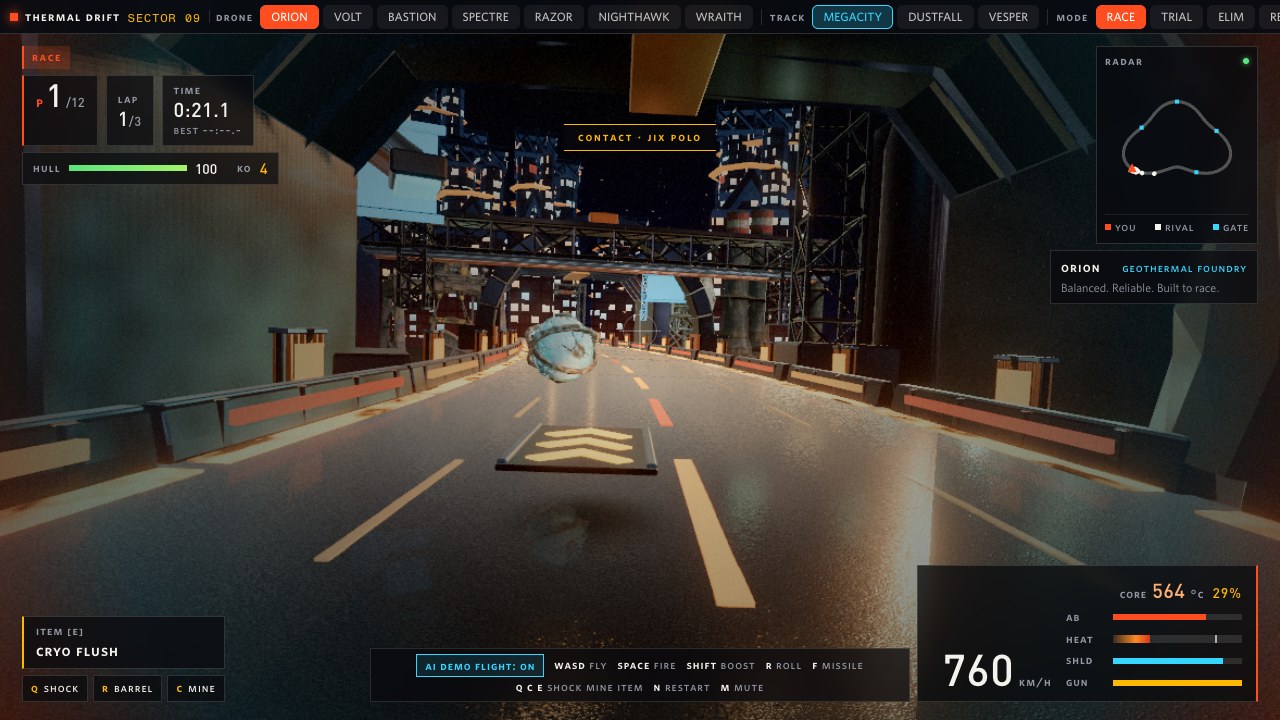 THERMAL DRIFT SECTOR 09 DRONE ORION VOLT BASTION SPECTRE RAZOR NIGHTHAWK WRAITH TRACK MEGACITY DUSTFALL VESPER MODE RACE TRIAL ELIM
RACE
P 1 /12
LAP
1/3
TIME
0:21.1
BEST --:--.-
HULL 100 KO 4
CONTACT · JIX POLO
RADAR
YOU RIVAL GATE
ORION GEOTHERMAL FOUNDRY
Balanced. Reliable. Built to race.
ITEM [E]
CRYO FLUSH
Q SHOCK R BARREL C MINE
AI DEMO FLIGHT: ON WASD FLY SPACE FIRE SHIFT BOOST R ROLL F MISSILE
Q C E SHOCK MINE ITEM N RESTART M MUTE
CORE 564 °C 29%
AB
HEAT
SHLD
GUN
760 KM/H